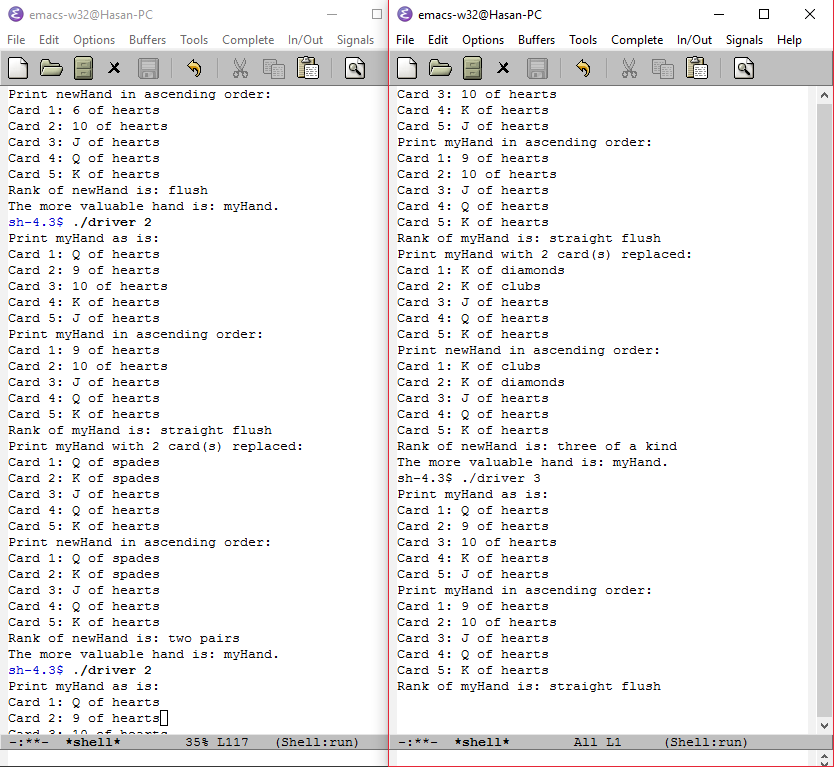 emacs-w32@Hasan-PC
File Edit Options Buffers Tools Complete In/Out Signals
Print newHand in ascending order:
Card 1: 6 of hearts
Card 2: 10 of hearts
Card 3: J of hearts
Card 4: Q of hearts
Card 5: K of hearts
Rank of newHand is: flush
The more valuable hand is: myHand.
sh-4.3$ ./driver 2
Print myHand as is:
Card 1: Q of hearts
Card 2: 9 of hearts
Card 3: 10 of hearts
Card 4: K of hearts
Card 5: J of hearts
Print myHand in ascending order:
Card 1: 9 of hearts
Card 2: 10 of hearts
Card 3: J of hearts
Card 4: Q of hearts
Card 5: K of hearts
Rank of myHand is: straight flush
Print myHand with 2 card(s) replaced:
Card 1: Q of spades
Card 2: K of spades
Card 3: J of hearts
Card 4: Q of hearts
Card 5: K of hearts
Print newHand in ascending order:
Card 1: Q of spades
Card 2: K of spades
Card 3: J of hearts
Card 4: Q of hearts
Card 5: K of hearts
Rank of newHand is: two pairs
The more valuable hand is: myHand.
sh-4.3$ ./driver 2
Print myHand as is:
Card 1: Q of hearts
Card 2: 9 of hearts
Card 3: 10 of hearts
-:**- *shell* 35% L117 (Shell:run)
emacs-w32@Hasan-PC
File Edit Options Buffers Tools Complete In/Out Signals Help
Card 3: 10 of hearts
Card 4: K of hearts
Card 5: J of hearts
Print myHand in ascending order:
Card 1: 9 of hearts
Card 2: 10 of hearts
Card 3: J of hearts
Card 4: Q of hearts
Card 5: K of hearts
Rank of myHand is: straight flush
Print myHand with 2 card(s) replaced:
Card 1: K of diamonds
Card 2: K of clubs
Card 3: J of hearts
Card 4: Q of hearts
Card 5: K of hearts
Print newHand in ascending order:
Card 1: K of clubs
Card 2: K of diamonds
Card 3: J of hearts
Card 4: Q of hearts
Card 5: K of hearts
Rank of newHand is: three of a kind
The more valuable hand is: myHand.
sh-4.3$ ./driver 3
Print myHand as is:
Card 1: Q of hearts
Card 2: 9 of hearts
Card 3: 10 of hearts
Card 4: K of hearts
Card 5: J of hearts
Print myHand in ascending order:
Card 1: 9 of hearts
Card 2: 10 of hearts
Card 3: J of hearts
Card 4: Q of hearts
Card 5: K of hearts
Rank of myHand is: straight flush
-:**- *shell* All L1 (Shell:run)